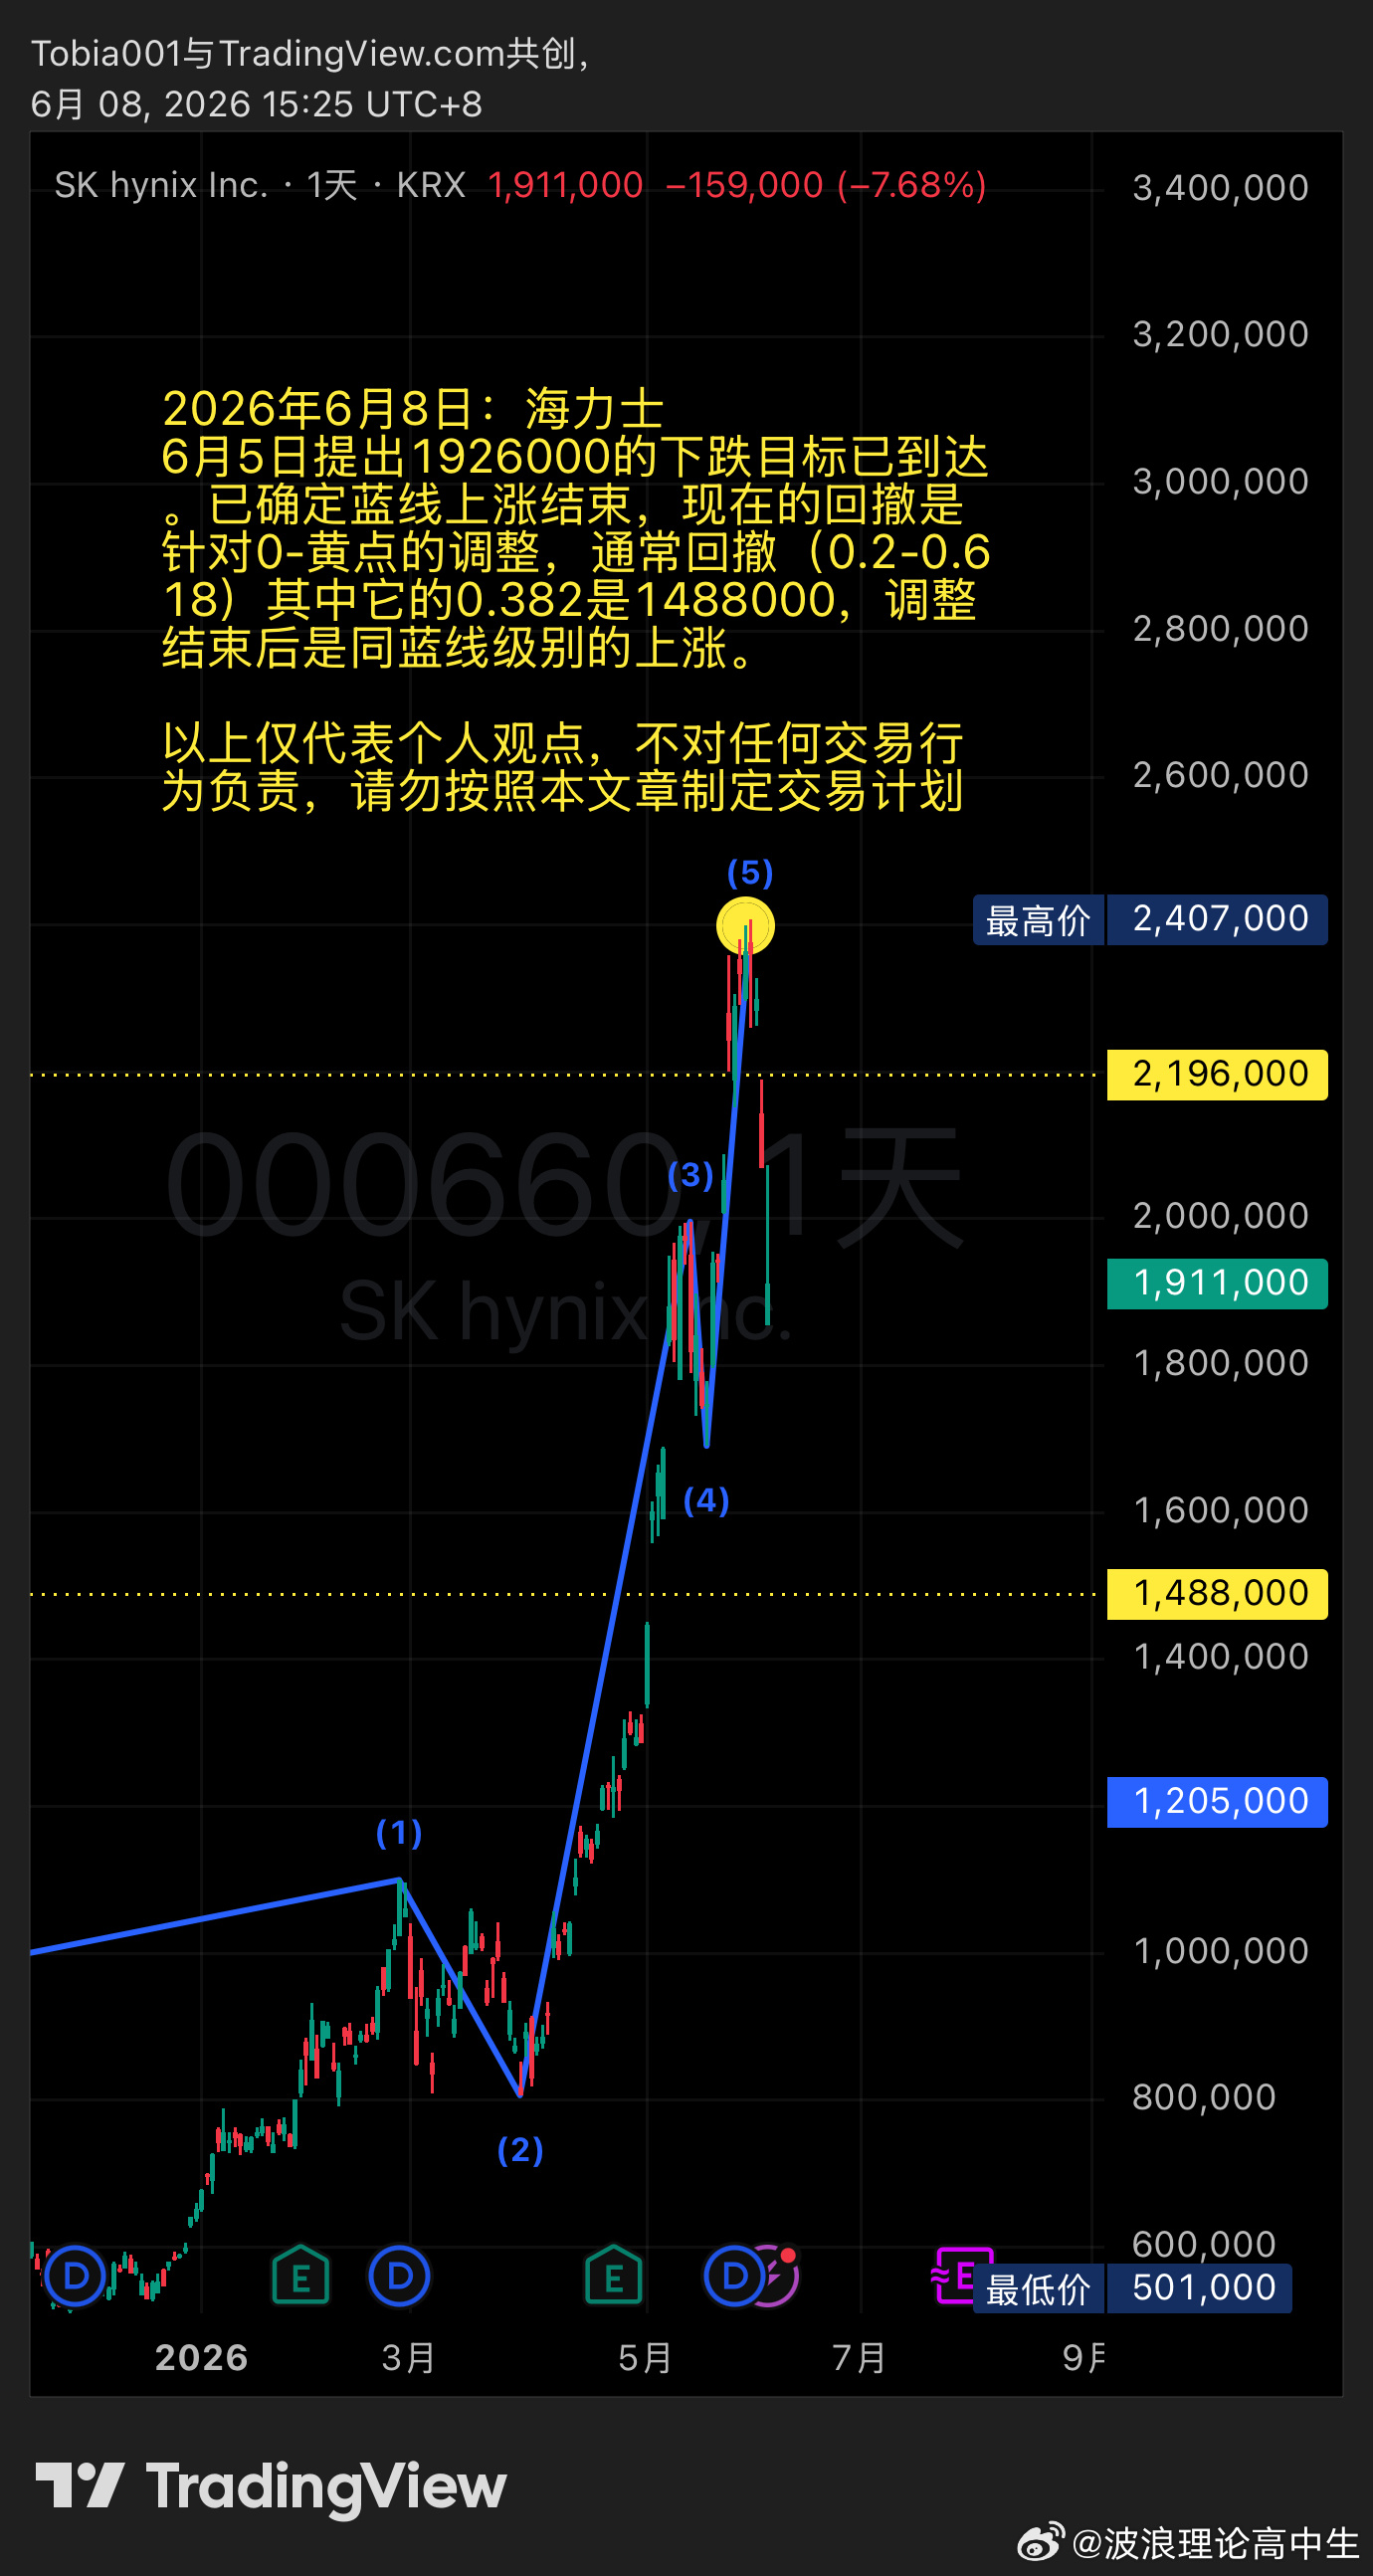 Tobia001与TradingView.com共创,
6月 08, 2026 15:25 UTC+8
SK hynix Inc. · 1天 · KRX 1,911,000 −159,000 (−7.68%)
3,400,000
3,200,000
2026年6月8日：海力士
6月5日提出1926000的下跌目标已到达
。已确定蓝线上涨结束，现在的回撤是
针对0-黄点的调整，通常回撤（0.2-0.6
18）其中它的0.382是1488000，调整
结束后是同蓝线级别的上涨。
以上仅代表个人观点，不对任何交易行
为负责，请勿按照本文章制定交易计划
3,000,000
2,800,000
2,600,000
(5)
最高价 2,407,000
2,196,000
000660, 1天
SK hynix Inc.
(3)
2,000,000
1,911,000
1,800,000
(4)
1,600,000
1,488,000
1,400,000
1,205,000
(1)
1,000,000
800,000
(2)
600,000
D E D E D E
最低价 501,000
2026 3月 5月 7月 9月
TradingView
@波浪理论高中生